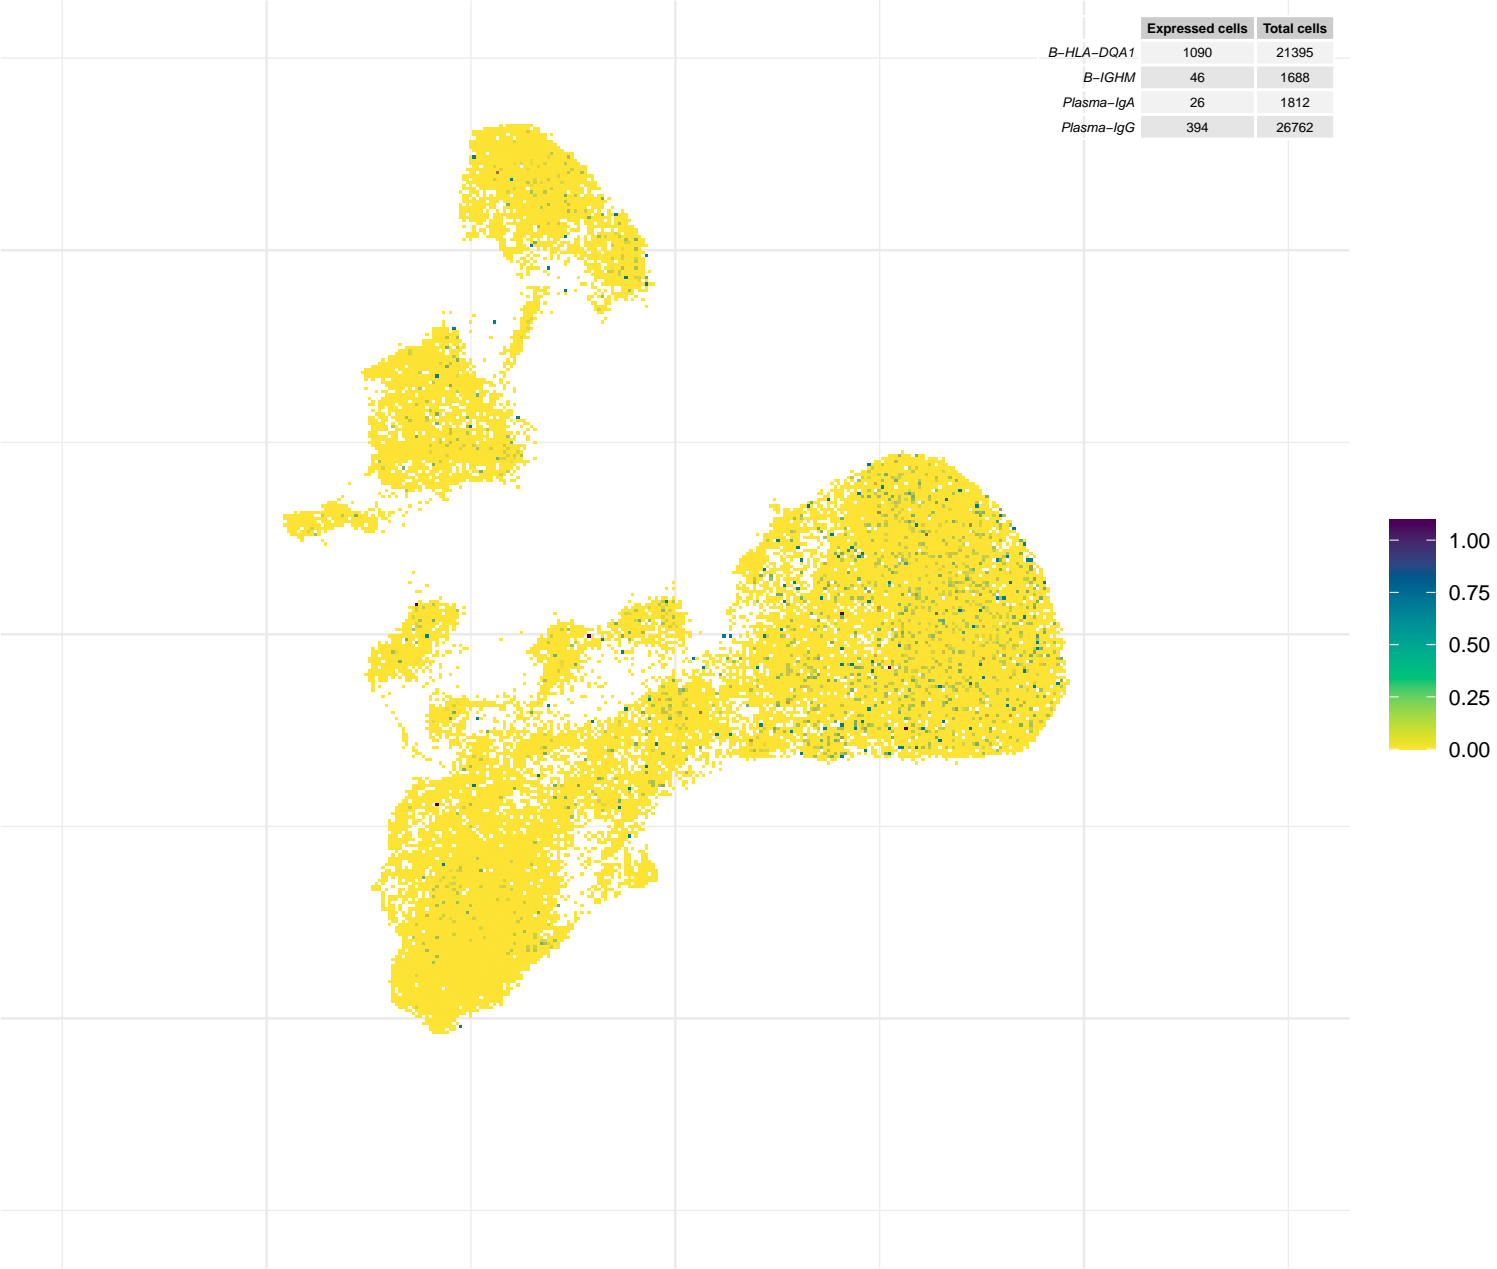 Expressed cells Total cells
B−HLA−DQA1 1090 21395
B−IGHM 46 1688
Plasma−IgA 26 1812
Plasma−IgG 394 26762
1.00
0.75
0.50
0.25
0.00